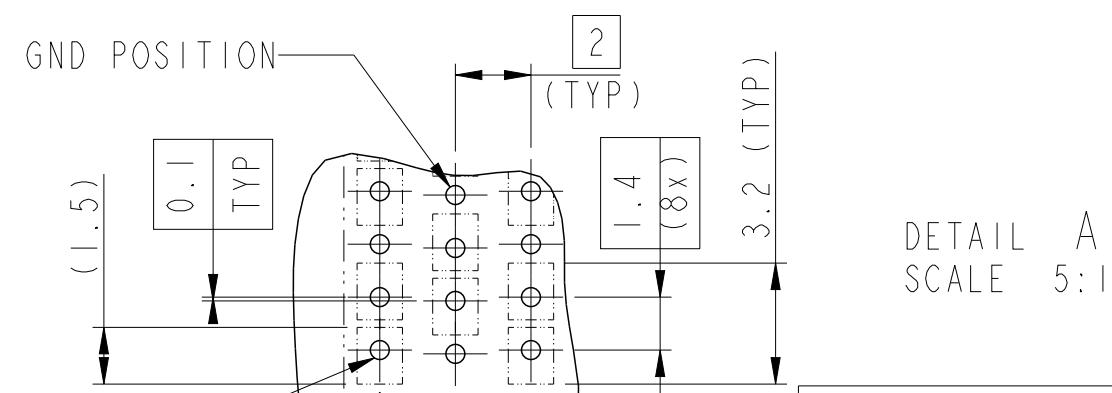 GND POSITION
2
(TYP)
0.1
TYP
(1.5)
1.4
(8x)
3.2 (TYP)
DETAIL A
SCALE 5:1